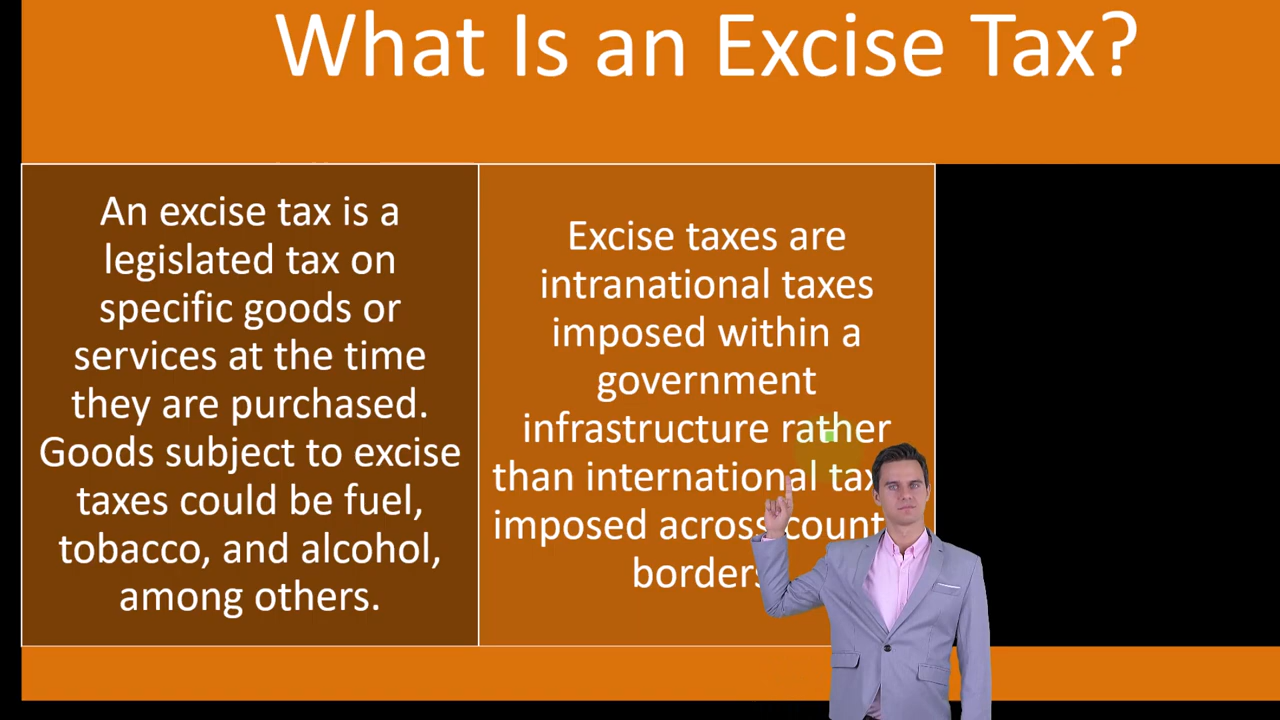 What Is an Excise Tax?
An excise tax is a
legislated tax on
specific goods or
services at the time
they are purchased.
Goods subject to excise
taxes could be fuel,
tobacco, and alcohol,
among others.
Excise taxes are
intranational taxes
imposed within a
government
infrastructure rather
than international
imposed across
borders